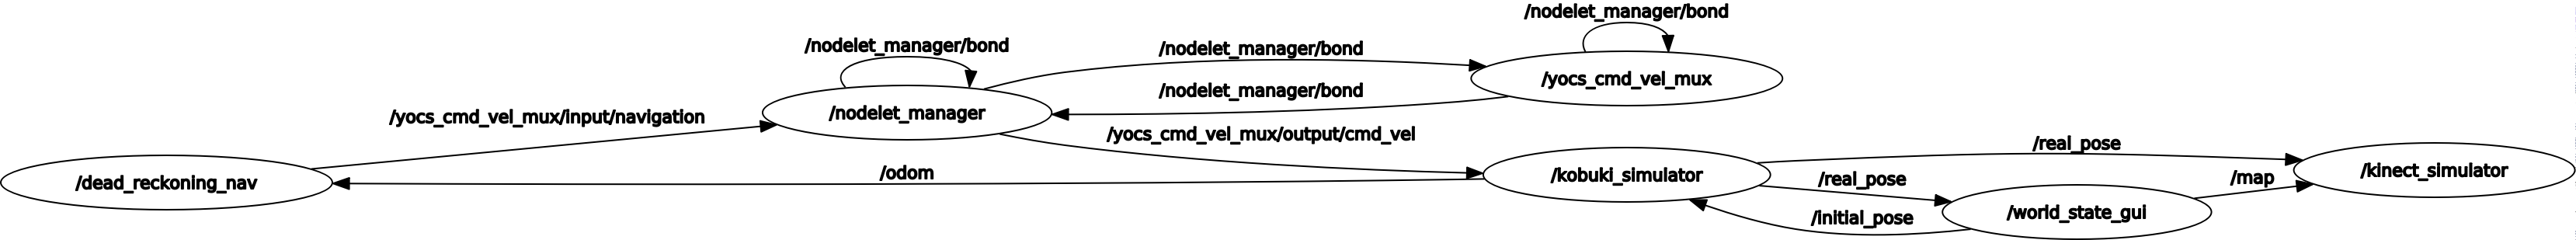 /nodelet_manager/bond
/nodelet_manager/bond
/nodelet_manager/bond
/yocs_cmd_vel_mux
/nodelet_manager/bond
/nodelet_manager
/yocs_cmd_vel_mux/input/navigation
/yocs_cmd_vel_mux/output/cmd_vel
/real_pose
/odom
/dead_reckoning_nav
/kobuki_simulator
/real_pose
/map
/kinect_simulator
/initial_pose
/world_state_gui